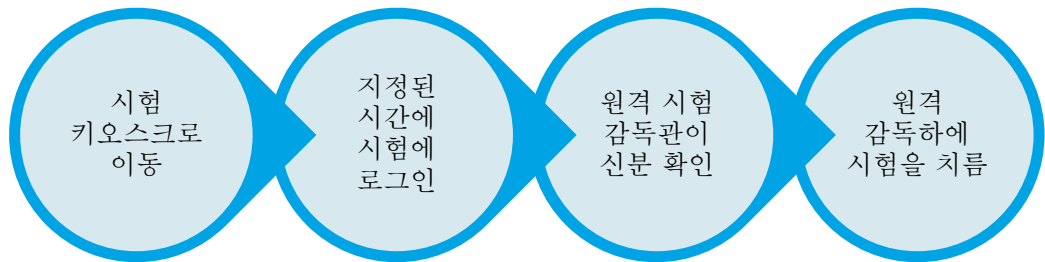 시험
키오스크로
이동
지정된
시간에
시험에
로그인
원격 시험
감독관이
신분 확인
원격
감독하에
시험을 치름